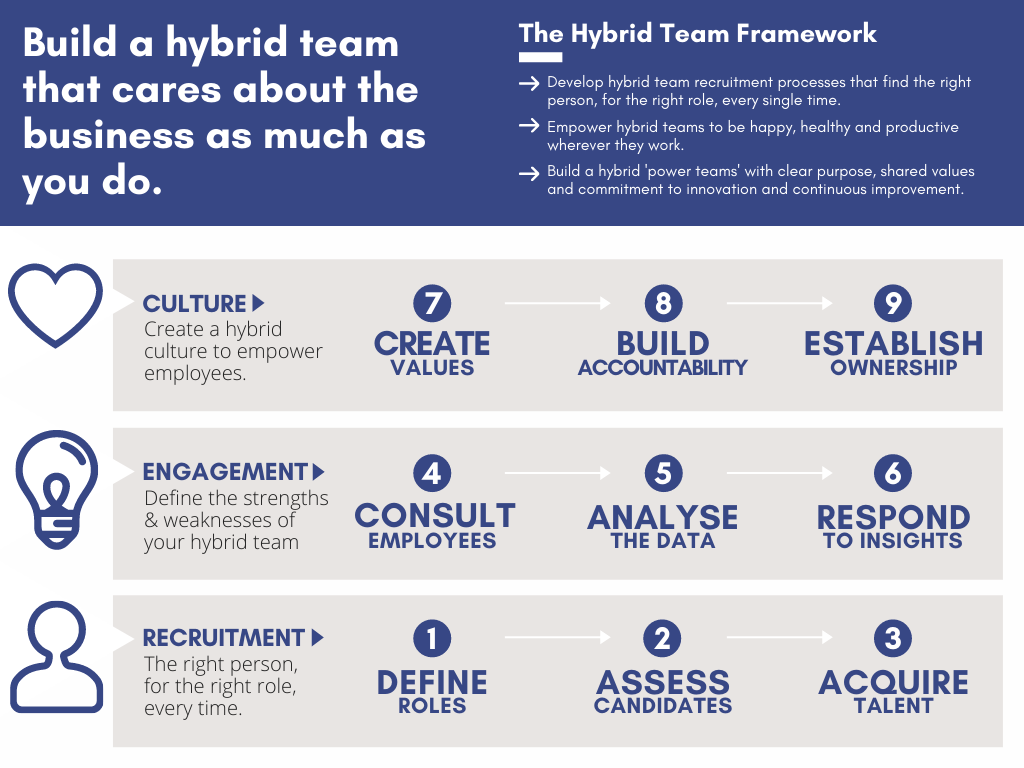 Build a hybrid team
that cares about the
business as much as
you do.
The Hybrid Team Framework
Develop hybrid team recruitment processes that find the right
person, for the right role, every single time.
Empower hybrid teams to be happy, healthy and productive
wherever they work.
Build a hybrid 'power teams' with clear purpose, shared values
and commitment to innovation and continuous improvement.
CULTURE
Create a hybrid
culture to empower
employees.
7
CREATE
VALUES
8
BUILD
ACCOUNTABILITY
9
ESTABLISH
OWNERSHIP
ENGAGEMENT
Define the strengths
& weaknesses of
your hybrid team
4
CONSULT
EMPLOYEES
5
ANALYSE
THE DATA
6
RESPOND
TO INSIGHTS
RECRUITMENT
The right person,
for the right role,
every time.
1
DEFINE
ROLES
2
ASSESS
CANDIDATES
3
ACQUIRE
TALENT